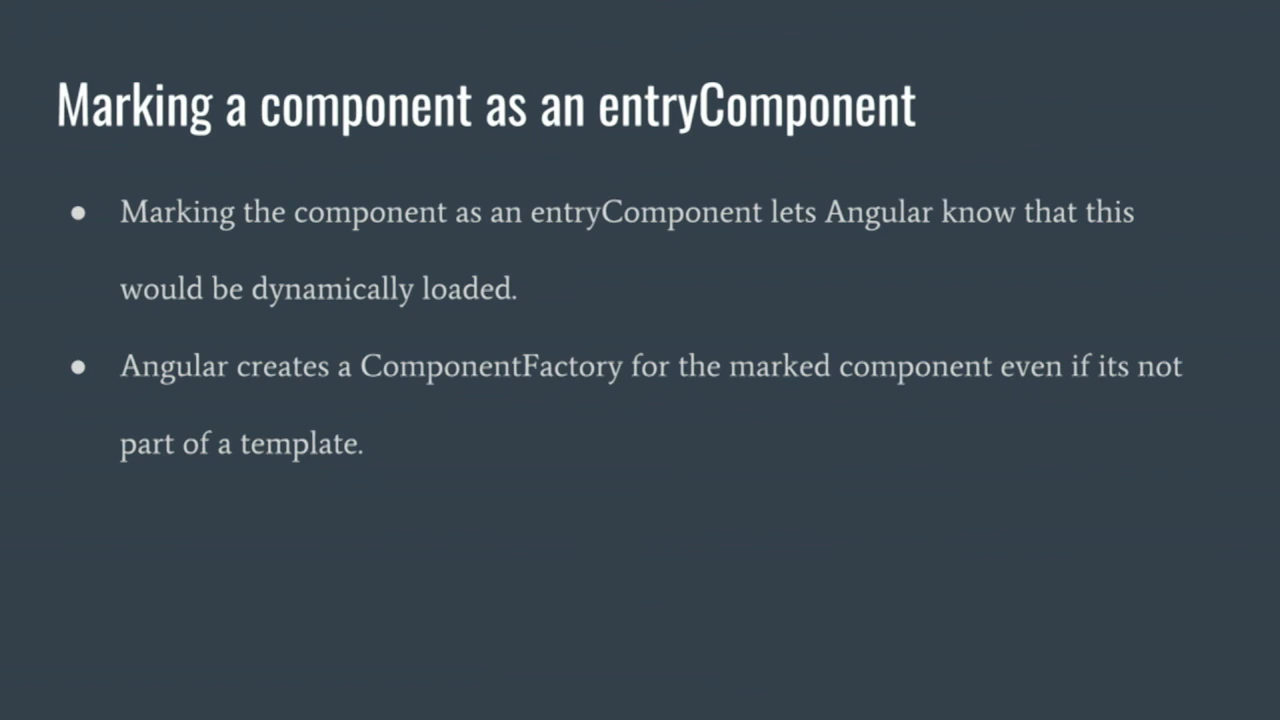 Marking a component as an entryComponent
● Marking the component as an entryComponent lets Angular know that this
would be dynamically loaded.
● Angular creates a ComponentFactory for the marked component even if its not
part of a template.